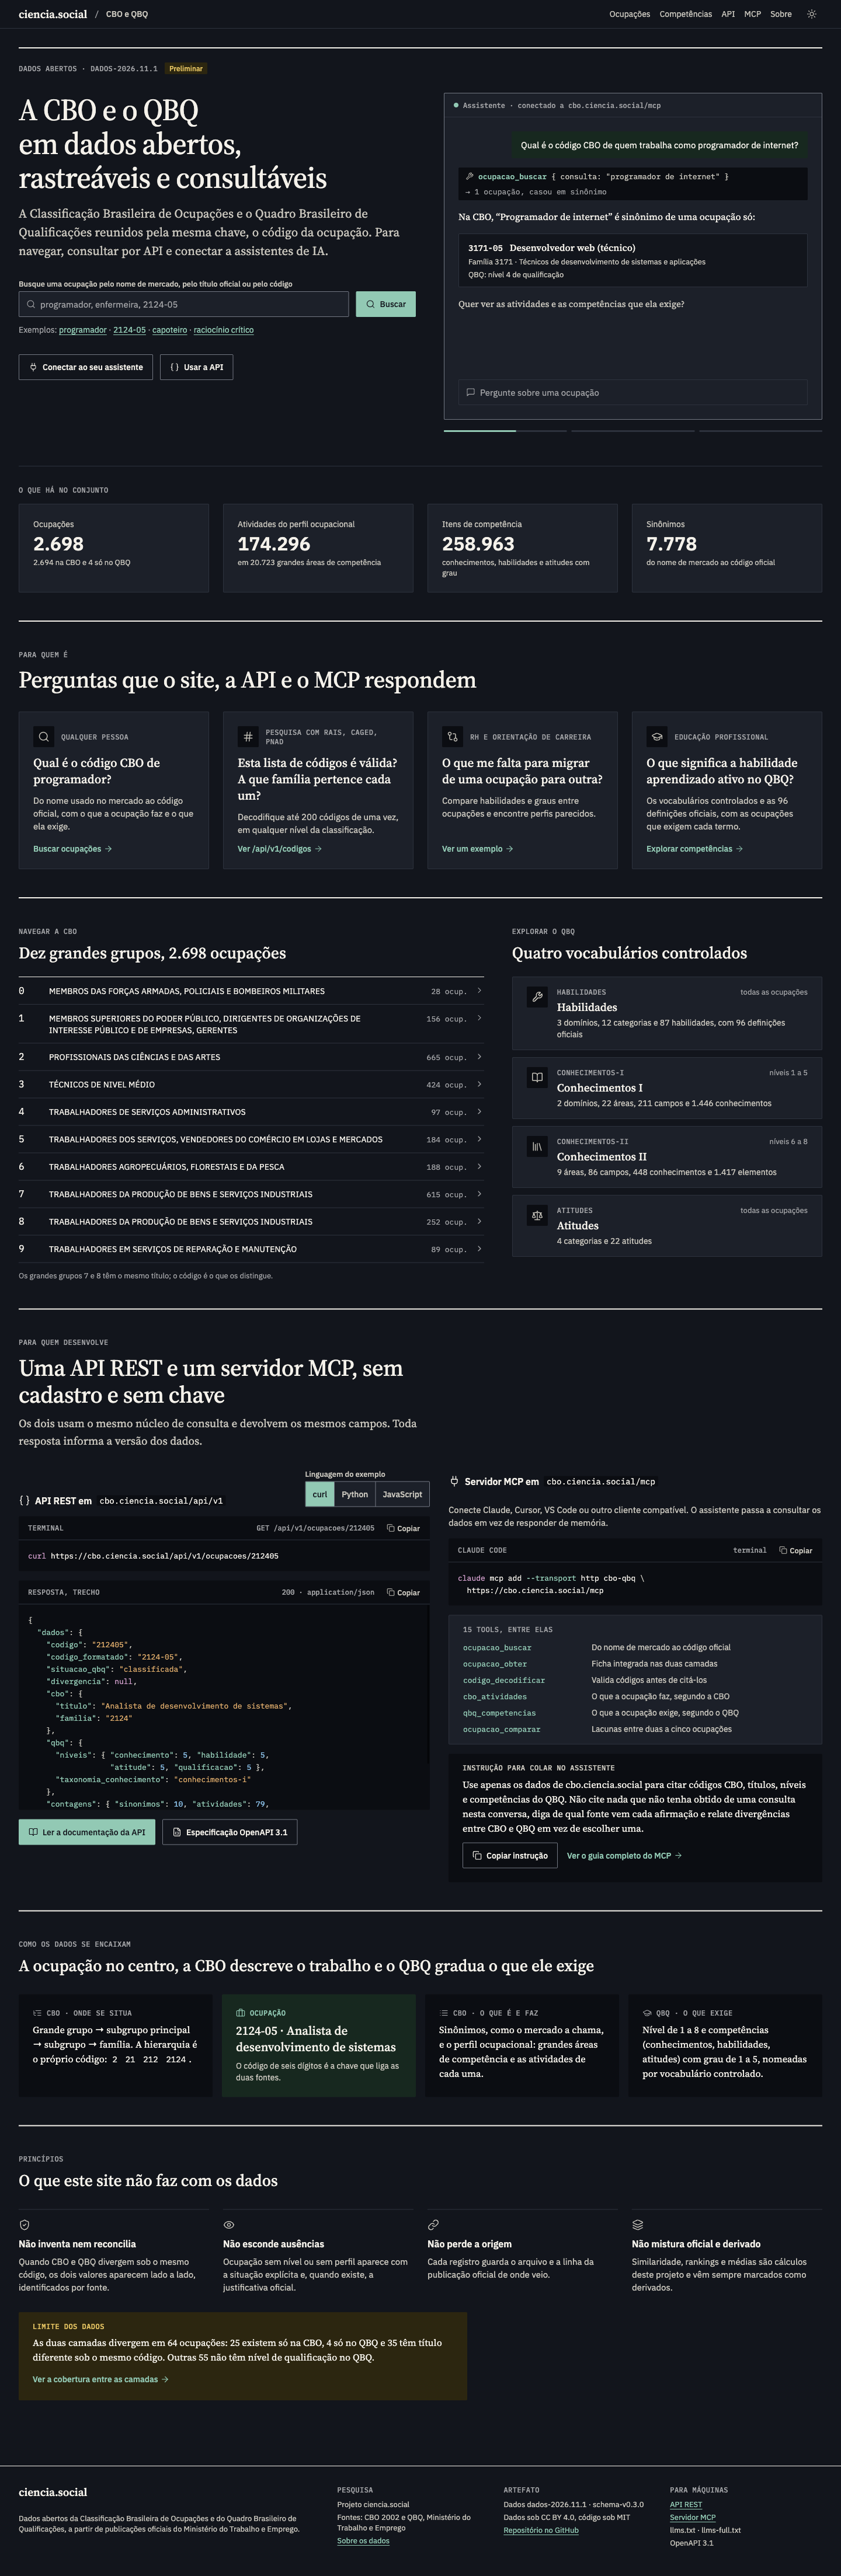 ciencia.social / CBO e QBQ
Ocupações Competências API MCP Sobre
DADOS ABERTOS · DADOS-2026.11.1 Preliminar
A CBO e o QBQ
em dados abertos,
rastreáveis e consultáveis
A Classificação Brasileira de Ocupações e o Quadro Brasileiro de
Qualificações reunidos pela mesma chave, o código da ocupação. Para
navegar, consultar por API e conectar a assistentes de IA.
Busque uma ocupação pelo nome de mercado, pelo título oficial ou pelo código
programador, enfermeira, 2124-05
Buscar
Exemplos: programador · 2124-05 · capoteiro · raciocínio crítico
Conectar ao seu assistente
{ } Usar a API
Assistente · conectado a cbo.ciencia.social/mcp
Qual é o código CBO de quem trabalha como programador de internet?
ocupacao_buscar { consulta: "programador de internet" }
→ 1 ocupação, casou em sinônimo
Na CBO, “Programador de internet” é sinônimo de uma ocupação só:
3171-05 Desenvolvedor web (técnico)
Família 3171 · Técnicos de desenvolvimento de sistemas e aplicações
QBQ: nível 4 de qualificação
Quer ver as atividades e as competências que ela exige?
Pergunte sobre uma ocupação
O QUE HÁ NO CONJUNTO
Ocupações
2.698
2.694 na CBO e 4 só no QBQ
Atividades do perfil ocupacional
174.296
em 20.723 grandes áreas de competência
Itens de competência
258.963
conhecimentos, habilidades e atitudes com
grau
Sinônimos
7.778
do nome de mercado ao código oficial
PARA QUEM É
Perguntas que o site, a API e o MCP respondem
QUALQUER PESSOA
Qual é o código CBO de
programador?
Do nome usado no mercado ao código
oficial, com o que a ocupação faz e o que
ela exige.
Buscar ocupações →
PESQUISA COM RAIS, CAGED,
PNAD
Esta lista de códigos é válida?
A que família pertence cada
um?
Decodifique até 200 códigos de uma vez,
em qualquer nível da classificação.
Ver /api/v1/codigos →
RH E ORIENTAÇÃO DE CARREIRA
O que me falta para migrar
de uma ocupação para outra?
Compare habilidades e graus entre
ocupações e encontre perfis parecidos.
Ver um exemplo →
EDUCAÇÃO PROFISSIONAL
O que significa a habilidade
aprendizado ativo no QBQ?
Os vocabulários controlados e as 96
definições oficiais, com as ocupações
que exigem cada termo.
Explorar competências →
NAVEGAR A CBO
Dez grandes grupos, 2.698 ocupações
0 MEMBROS DAS FORÇAS ARMADAS, POLICIAIS E BOMBEIROS MILITARES 28 ocup.
1 MEMBROS SUPERIORES DO PODER PÚBLICO, DIRIGENTES DE ORGANIZAÇÕES DE
INTERESSE PÚBLICO E DE EMPRESAS, GERENTES 156 ocup.
2 PROFISSIONAIS DAS CIÊNCIAS E DAS ARTES 665 ocup.
3 TÉCNICOS DE NIVEL MÉDIO 424 ocup.
4 TRABALHADORES DE SERVIÇOS ADMINISTRATIVOS 97 ocup.
5 TRABALHADORES DOS SERVIÇOS, VENDEDORES DO COMÉRCIO EM LOJAS E MERCADOS 184 ocup.
6 TRABALHADORES AGROPECUÁRIOS, FLORESTAIS E DA PESCA 188 ocup.
7 TRABALHADORES DA PRODUÇÃO DE BENS E SERVIÇOS INDUSTRIAIS 615 ocup.
8 TRABALHADORES DA PRODUÇÃO DE BENS E SERVIÇOS INDUSTRIAIS 252 ocup.
9 TRABALHADORES EM SERVIÇOS DE REPARAÇÃO E MANUTENÇÃO 89 ocup.
Os grandes grupos 7 e 8 têm o mesmo título; o código é o que os distingue.
EXPLORAR O QBQ
Quatro vocabulários controlados
HABILIDADES todas as ocupações
Habilidades
3 domínios, 12 categorias e 87 habilidades, com 96 definições
oficiais
CONHECIMENTOS-I níveis 1 a 5
Conhecimentos I
2 domínios, 22 áreas, 211 campos e 1.446 conhecimentos
CONHECIMENTOS-II níveis 6 a 8
Conhecimentos II
9 áreas, 86 campos, 448 conhecimentos e 1.417 elementos
ATITUDES todas as ocupações
Atitudes
4 categorias e 22 atitudes
PARA QUEM DESENVOLVE
Uma API REST e um servidor MCP, sem
cadastro e sem chave
Os dois usam o mesmo núcleo de consulta e devolvem os mesmos campos. Toda
resposta informa a versão dos dados.
{ } API REST em cbo.ciencia.social/api/v1
Linguagem do exemplo
curl Python JavaScript
TERMINAL GET /api/v1/ocupacoes/212405 Copiar
curl https://cbo.ciencia.social/api/v1/ocupacoes/212405
RESPOSTA, TRECHO 200 · application/json Copiar
{
"dados": {
"codigo": "212405",
"codigo_formatado": "2124-05",
"situacao_qbq": "classificada",
"divergencia": null,
"cbo": {
"titulo": "Analista de desenvolvimento de sistemas",
"familia": "2124"
},
"qbq": {
"niveis": { "conhecimento": 5, "habilidade": 5,
"atitude": 5, "qualificacao": 5 },
"taxonomia_conhecimento": "conhecimentos-i"
},
"contagens": { "sinonimos": 10, "atividades": 79,
Ler a documentação da API
Especificação OpenAPI 3.1
Servidor MCP em cbo.ciencia.social/mcp
Conecte Claude, Cursor, VS Code ou outro cliente compatível. O assistente passa a consultar os
dados em vez de responder de memória.
CLAUDE CODE terminal Copiar
claude mcp add --transport http cbo-qbq \
https://cbo.ciencia.social/mcp
15 TOOLS, ENTRE ELAS
ocupacao_buscar Do nome de mercado ao código oficial
ocupacao_obter Ficha integrada nas duas camadas
codigo_decodificar Valida códigos antes de citá-los
cbo_atividades O que a ocupação faz, segundo a CBO
qbq_competencias O que a ocupação exige, segundo o QBQ
ocupacao_comparar Lacunas entre duas a cinco ocupações
INSTRUÇÃO PARA COLAR NO ASSISTENTE
Use apenas os dados de cbo.ciencia.social para citar códigos CBO, títulos, níveis
e competências do QBQ. Não cite nada que não tenha obtido de uma consulta
nesta conversa, diga de qual fonte vem cada afirmação e relate divergências
entre CBO e QBQ em vez de escolher uma.
Copiar instrução
Ver o guia completo do MCP →
COMO OS DADOS SE ENCAIXAM
A ocupação no centro, a CBO descreve o trabalho e o QBQ gradua o que ele exige
CBO · ONDE SE SITUA
Grande grupo → subgrupo principal
→ subgrupo → família. A hierarquia é
o próprio código: 2 21 212 2124 .
OCUPAÇÃO
2124-05 · Analista de
desenvolvimento de sistemas
O código de seis dígitos é a chave que liga as
duas fontes.
CBO · O QUE É E FAZ
Sinônimos, como o mercado a chama,
e o perfil ocupacional: grandes áreas
de competência e as atividades de
cada uma.
QBQ · O QUE EXIGE
Nível de 1 a 8 e competências
(conhecimentos, habilidades,
atitudes) com grau de 1 a 5, nomeadas
por vocabulário controlado.
PRINCÍPIOS
O que este site não faz com os dados
Não inventa nem reconcilia
Quando CBO e QBQ divergem sob o mesmo
código, os dois valores aparecem lado a lado,
identificados por fonte.
Não esconde ausências
Ocupação sem nível ou sem perfil aparece com
a situação explícita e, quando existe, a
justificativa oficial.
Não perde a origem
Cada registro guarda o arquivo e a linha da
publicação oficial de onde veio.
Não mistura oficial e derivado
Similaridade, rankings e médias são cálculos
deste projeto e vêm sempre marcados como
derivados.
LIMITE DOS DADOS
As duas camadas divergem em 64 ocupações: 25 existem só na CBO, 4 só no QBQ e 35 têm título
diferente sob o mesmo código. Outras 55 não têm nível de qualificação no QBQ.
Ver a cobertura entre as camadas →
ciencia.social
Dados abertos da Classificação Brasileira de Ocupações e do Quadro Brasileiro de
Qualificações, a partir de publicações oficiais do Ministério do Trabalho e Emprego.
PESQUISA
Projeto ciencia.social
Fontes: CBO 2002 e QBQ, Ministério do
Trabalho e Emprego
Sobre os dados
ARTEFATO
Dados dados-2026.11.1 · schema-v0.3.0
Dados sob CC BY 4.0, código sob MIT
Repositório no GitHub
PARA MÁQUINAS
API REST
Servidor MCP
llms.txt · llms-full.txt
OpenAPI 3.1